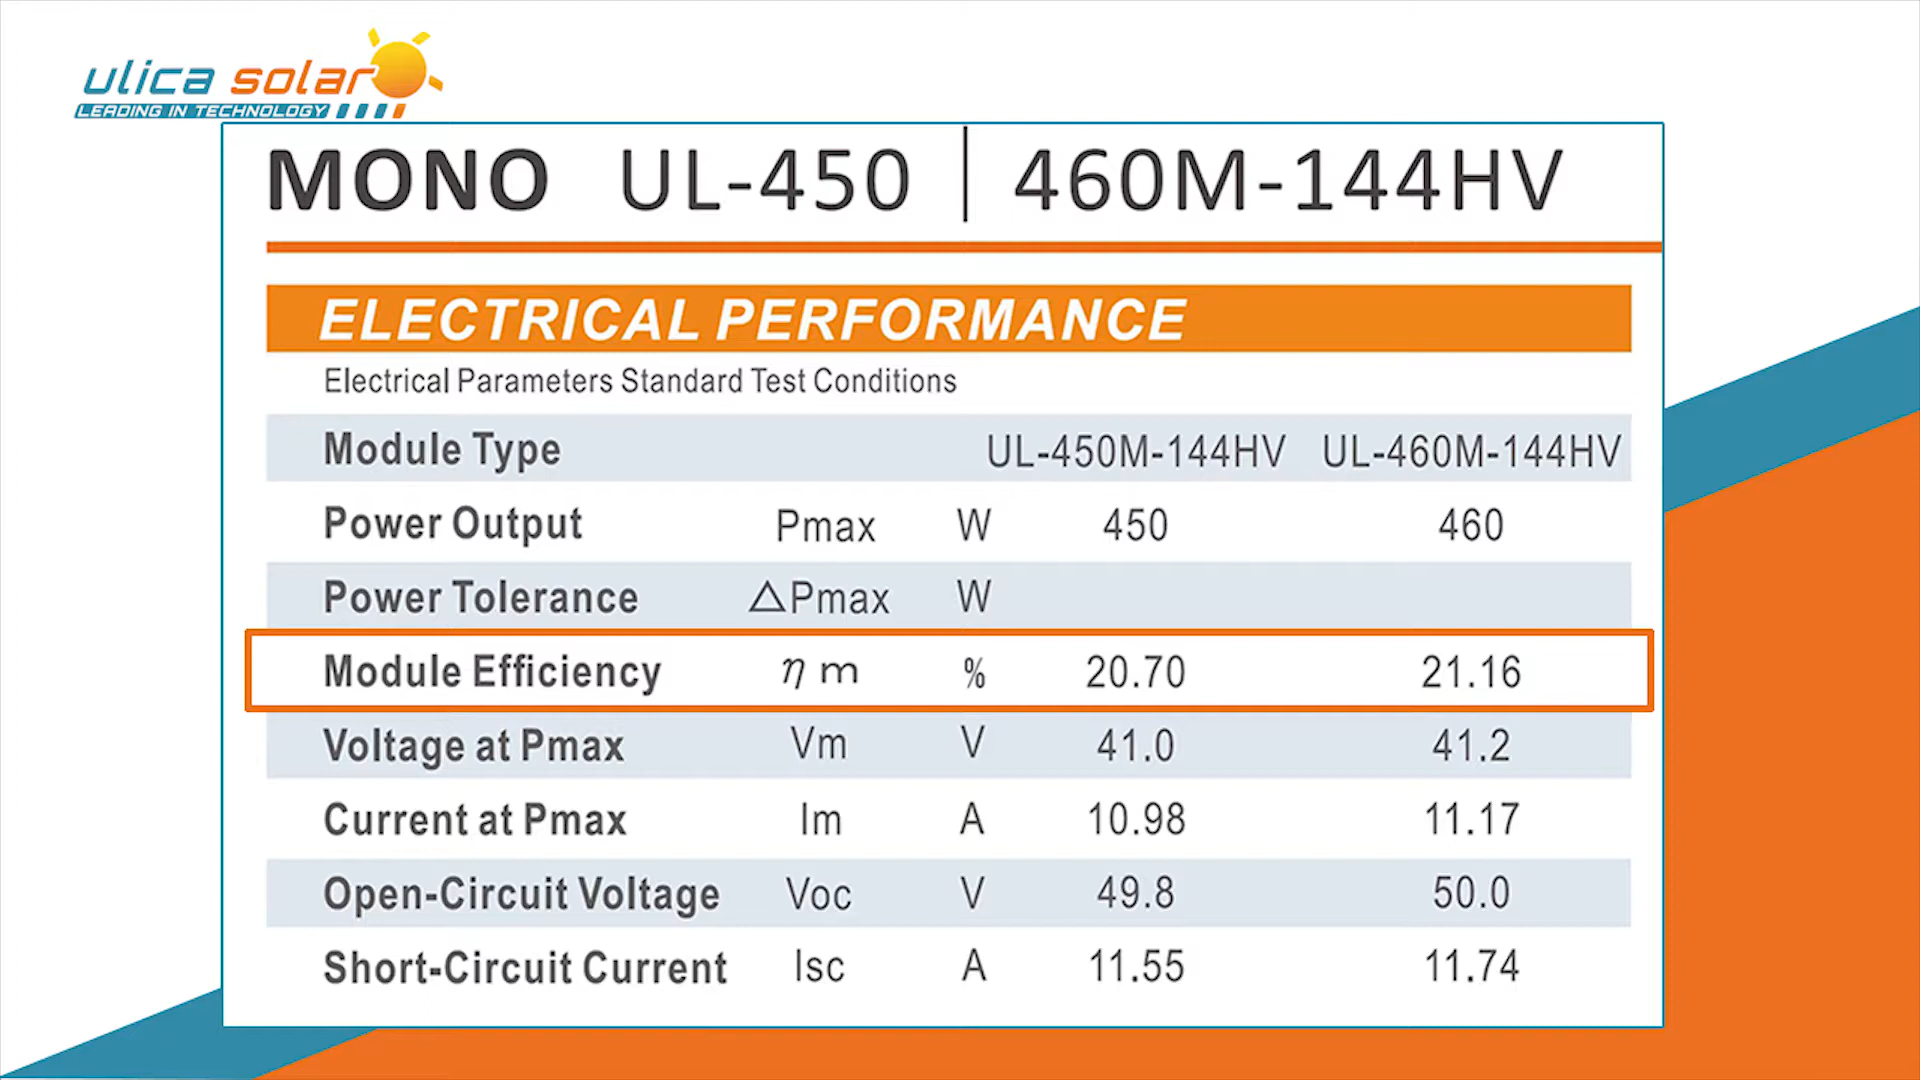 ulica solar
LEADING IN TECHNOLOGY
MONO UL-450 | 460M-144HV
ELECTRICAL PERFORMANCE
Electrical Parameters Standard Test Conditions
Module Type UL-450M-144HV UL-460M-144HV
Power Output Pmax W 450 460
Power Tolerance △Pmax W
Module Efficiency η m % 20.70 21.16
Voltage at Pmax Vm V 41.0 41.2
Current at Pmax Im A 10.98 11.17
Open-Circuit Voltage Voc V 49.8 50.0
Short-Circuit Current Isc A 11.55 11.74